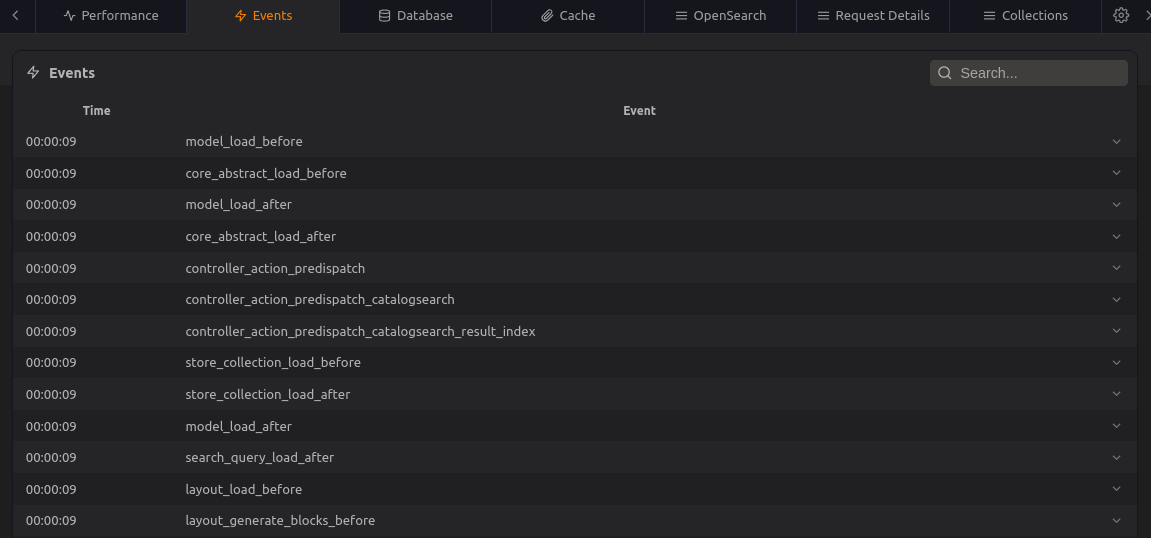 Performance Events Database Cache OpenSearch Request Details Collections
Events Search...
Time Event
00:00:09 model_load_before
00:00:09 core_abstract_load_before
00:00:09 model_load_after
00:00:09 core_abstract_load_after
00:00:09 controller_action_predispatch
00:00:09 controller_action_predispatch_catalogsearch
00:00:09 controller_action_predispatch_catalogsearch_result_index
00:00:09 store_collection_load_before
00:00:09 store_collection_load_after
00:00:09 model_load_after
00:00:09 search_query_load_after
00:00:09 layout_load_before
00:00:09 layout_generate_blocks_before